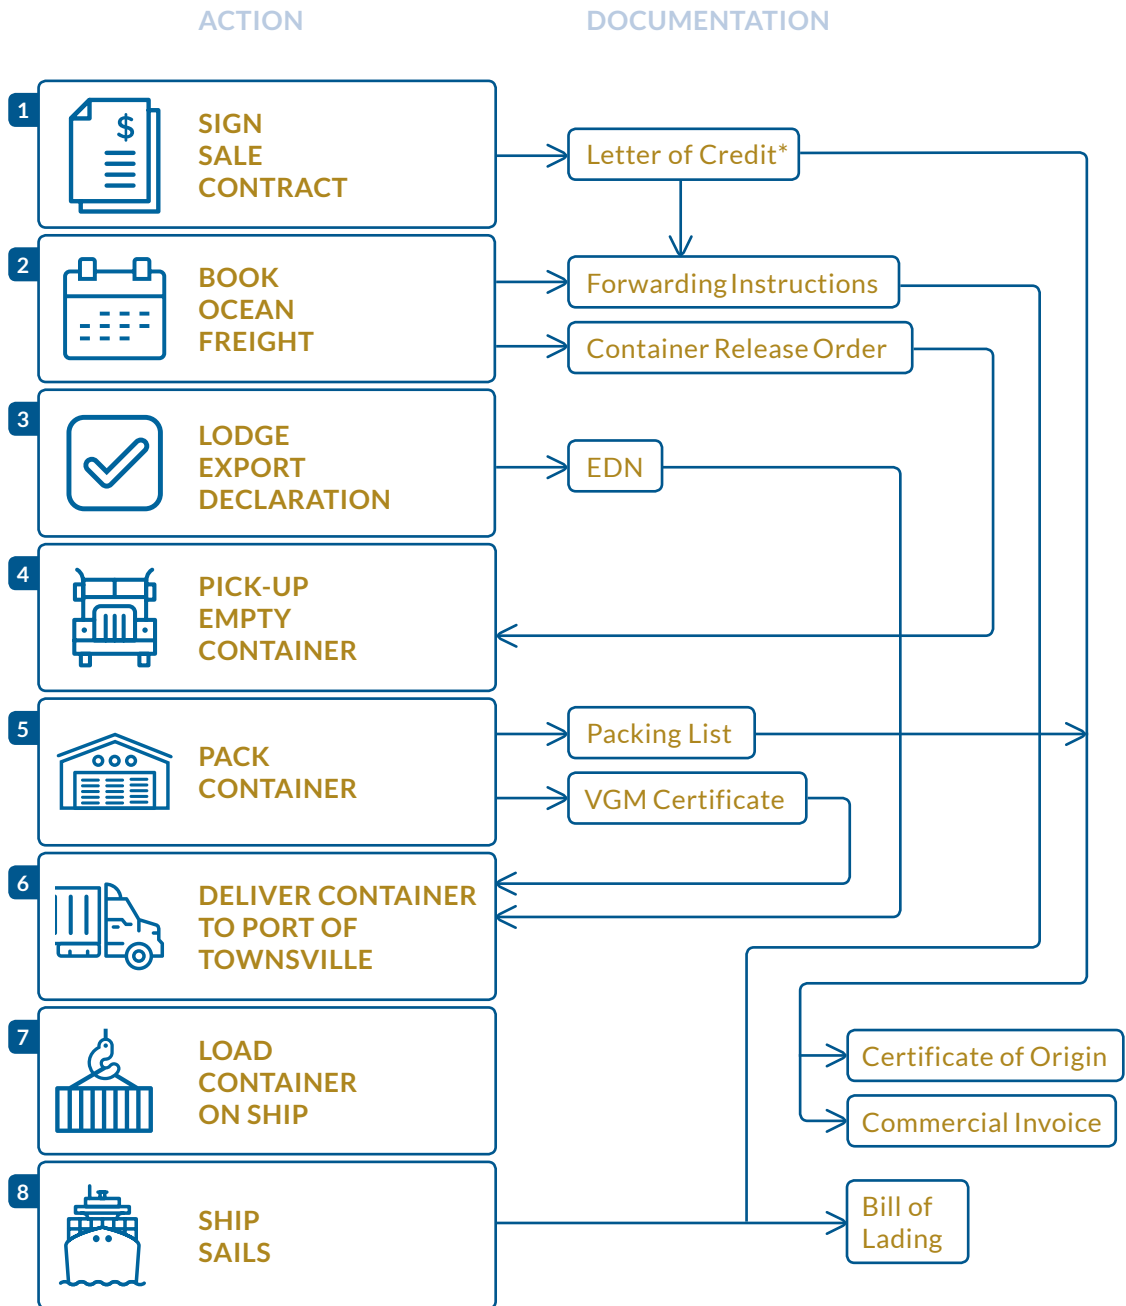 ACTION
DOCUMENTATION
1
$
SIGN
SALE
CONTRACT
Letter of Credit*
2
BOOK
OCEAN
FREIGHT
Forwarding Instructions
Container Release Order
3
LODGE
EXPORT
DECLARATION
EDN
4
PICK-UP
EMPTY
CONTAINER
5
PACK
CONTAINER
Packing List
VGM Certificate
6
DELIVER CONTAINER
TO PORT OF
TOWNSVILLE
7
LOAD
CONTAINER
ON SHIP
Certificate of Origin
Commercial Invoice
8
SHIP
SAILS
Bill of
Lading